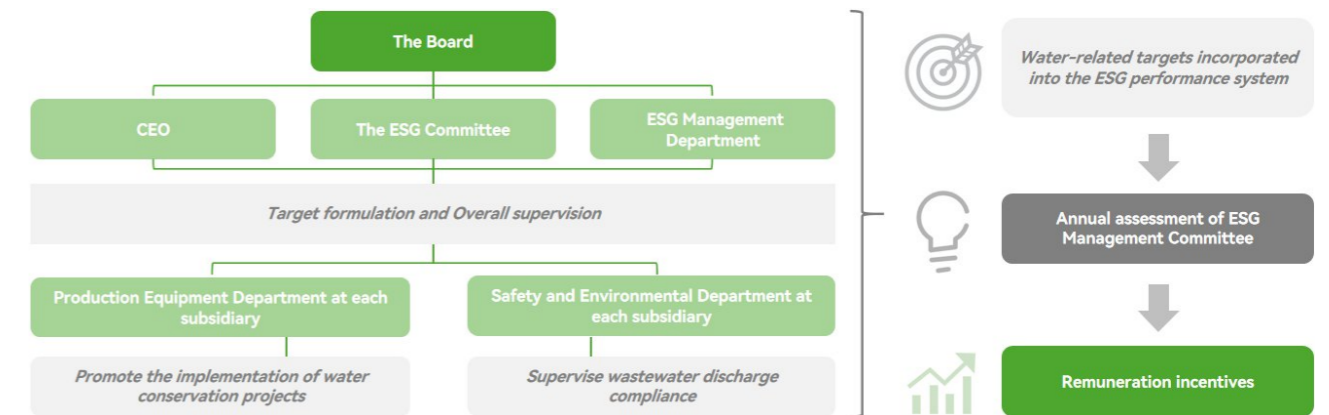 The Board
CEO
The ESG Committee
ESG Management
Department
Target formulation and Overall supervision
Production Equipment Department at each
subsidiary
Safety and Environmental Department at
each subsidiary
Promote the implementation of water
conservation projects
Supervise wastewater discharge
compliance
Water-related targets incorporated
into the ESG performance system
Annual assessment of ESG
Management Committee
Remuneration incentives